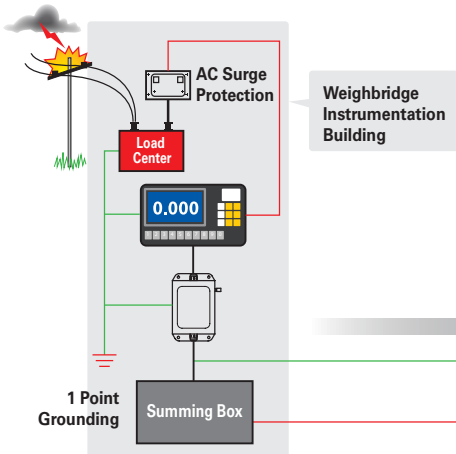 AC Surge
Protection
Weighbridge
Instrumentation
Building
Load
Center
0.000
1 Point
Grounding
Summing Box